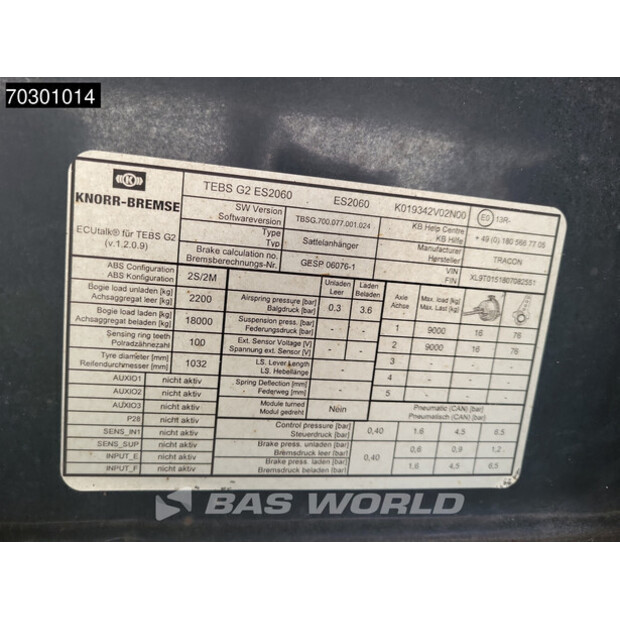 70301014
KNORR-BREMSE
ECUtalk® für TEBS G2
(v.1.2.0.9)
TEBS G2 ES2060 ES2060 K019342V02N00
SW Version
Softwareversion
TBSG.700.077.001.024
KB Help Centre
KB Hilfe
+49 (0) 180 566 77 05
Type
Typ
Sattelanhänger
Manufacturer
Hersteller
TRACON
Brake calculation no.
Bremsberechnungs-Nr.
GESP 06076-1
VIN
FIN
XL9T01518G7082551
13R-
ABS Configuration
ABS Konfiguration
2S/2M
Bogie load unladen [kg]
Achsaggregat leer [kg]
2200
Bogie load laden [kg]
Achsaggregat beladen [kg]
18000
Sensing ring teeth
Polradzähnezahl
100
Tyre diameter [mm]
Reifendurchmesser [mm]
1032
AUXIO1 nicht aktiv
AUXIO2 nicht aktiv
AUXIO3 nicht aktiv
P28 nicht aktiv
SENS_IN1 nicht aktiv
SENS_SUP nicht aktiv
INPUT_E nicht aktiv
INPUT_F nicht aktiv
Unladen Laden
Leer Beladen
Airspring pressure [bar]
Balgdruck [bar]
0.3 3.6
Suspension press. [bar]
Federungsdruck [bar]
- -
Ext. Sensor Voltage [V]
Spannung ext. Sensor [V]
- -
LS. Lever Length
LS. Hebellänge
-
Spring Deflection [mm]
Federweg [mm]
- -
Module turned
Modul gedreht
Nein
Axle
Achse
Max. load [kg]
Max. Last [kg]
1 9000 16 76
2 9000 16 76
3 - - -
4 - - -
5 - - -
Pneumatic (CAN) [bar]
Pneumatisch (CAN) [bar]
Control pressure [bar]
Steuerdruck [bar]
0,40 1.6 4.5 6.5
Brake press. unladen [bar]
Bremsdruck leer [bar]
0,40 0,6 0,9 1,2
Brake press. laden [bar]
Bremsdruck beladen [bar]
1,6 4,5 6,5
BAS WORLD